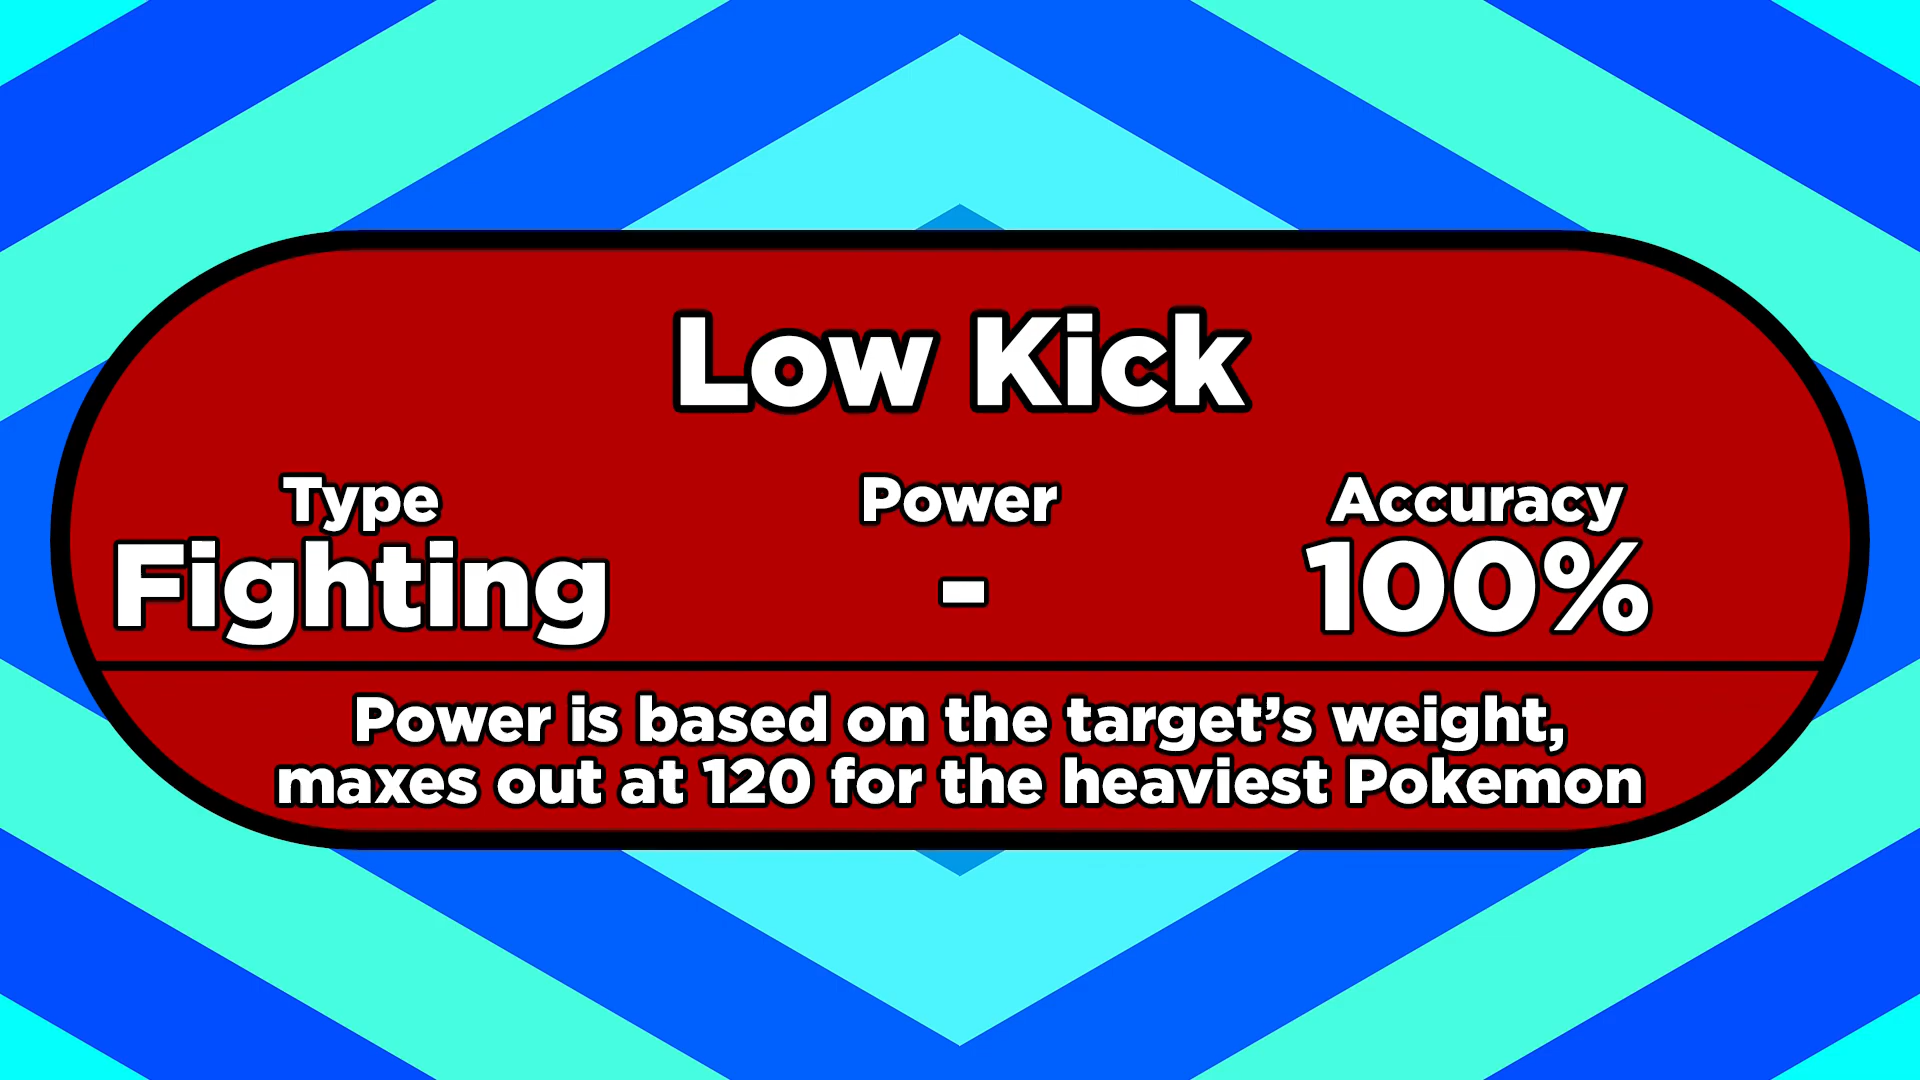 Low Kick
Type Power Accuracy
Fighting - 100%
Power is based on the target’s weight,
maxes out at 120 for the heaviest Pokemon